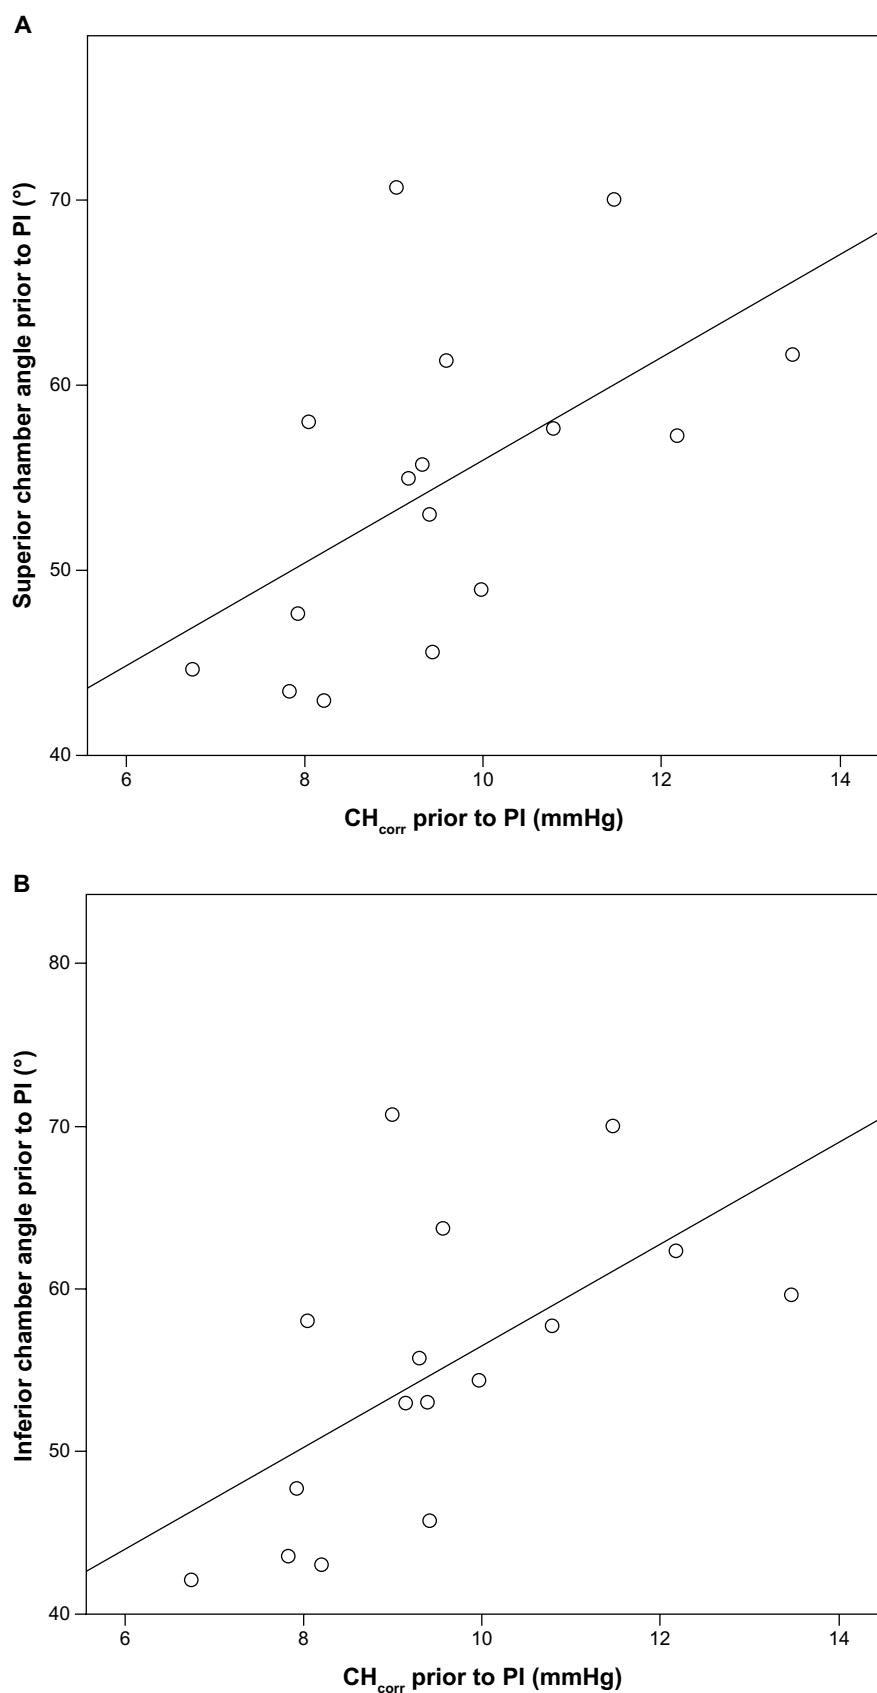 A
Superior chamber angle prior to PI (°)
70
60
50
40
6 8 10 12 14
CHcorr prior to PI (mmHg)
B
Inferior chamber angle prior to PI (°)
80
70
60
50
40
6 8 10 12 14
CHcorr prior to PI (mmHg)